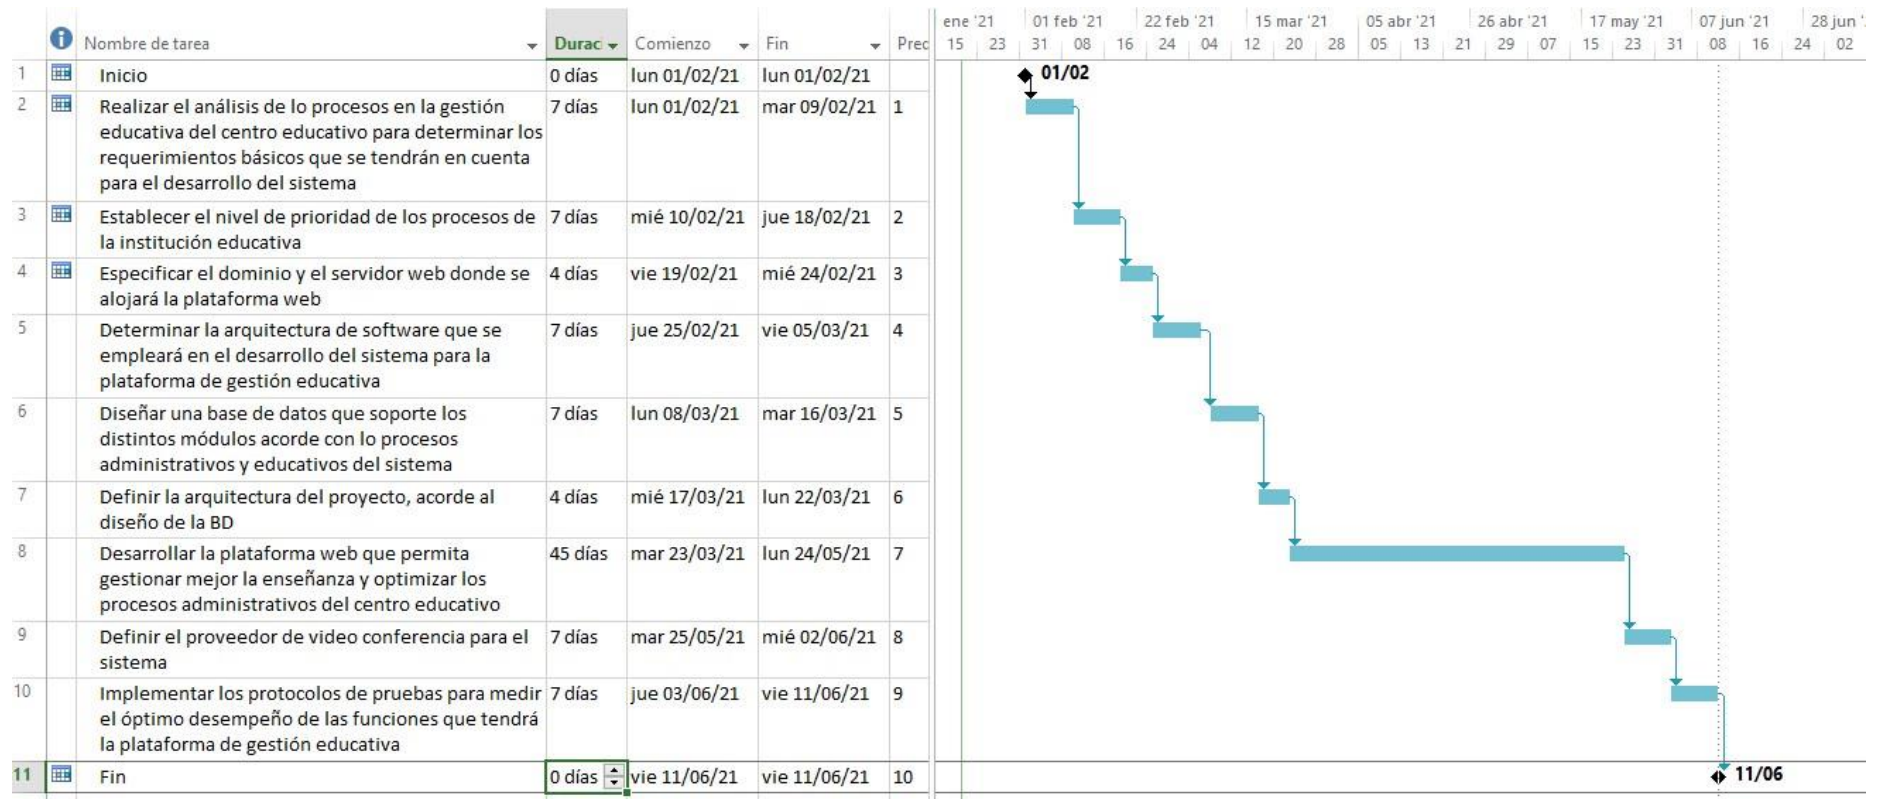 ene '21 01 feb '21 22 feb '21 15 mar '21 05 abr '21 26 abr '21 17 may '21 07 jun '21 28 jun '
Nombre de tarea Durac Comienzo Fin Pred 15 23 31 08 16 24 04 12 20 28 05 13 21 29 07 15 23 31 08 16 24 02
1 Inicio 0 días lun 01/02/21 lun 01/02/21 01/02
2 Realizar el análisis de lo procesos en la gestión 7 días lun 01/02/21 mar 09/02/21 1
educativa del centro educativo para determinar los
requerimientos básicos que se tendrán en cuenta
para el desarrollo del sistema
3 Establecer el nivel de prioridad de los procesos de 7 días mié 10/02/21 jue 18/02/21 2
la institución educativa
4 Especificar el dominio y el servidor web donde se 4 días vie 19/02/21 mié 24/02/21 3
alojará la plataforma web
5 Determinar la arquitectura de software que se 7 días jue 25/02/21 vie 05/03/21 4
empleará en el desarrollo del sistema para la
plataforma de gestión educativa
6 Diseñar una base de datos que soporte los 7 días lun 08/03/21 mar 16/03/21 5
distintos módulos acorde con lo procesos
administrativos y educativos del sistema
7 Definir la arquitectura del proyecto, acorde al 4 días mié 17/03/21 lun 22/03/21 6
diseño de la BD
8 Desarrollar la plataforma web que permita 45 días mar 23/03/21 lun 24/05/21 7
gestionar mejor la enseñanza y optimizar los
procesos administrativos del centro educativo
9 Definir el proveedor de video conferencia para el 7 días mar 25/05/21 mié 02/06/21 8
sistema
10 Implementar los protocolos de pruebas para medir 7 días jue 03/06/21 vie 11/06/21 9
el óptimo desempeño de las funciones que tendrá
la plataforma de gestión educativa
11 Fin 0 días vie 11/06/21 vie 11/06/21 10 11/06